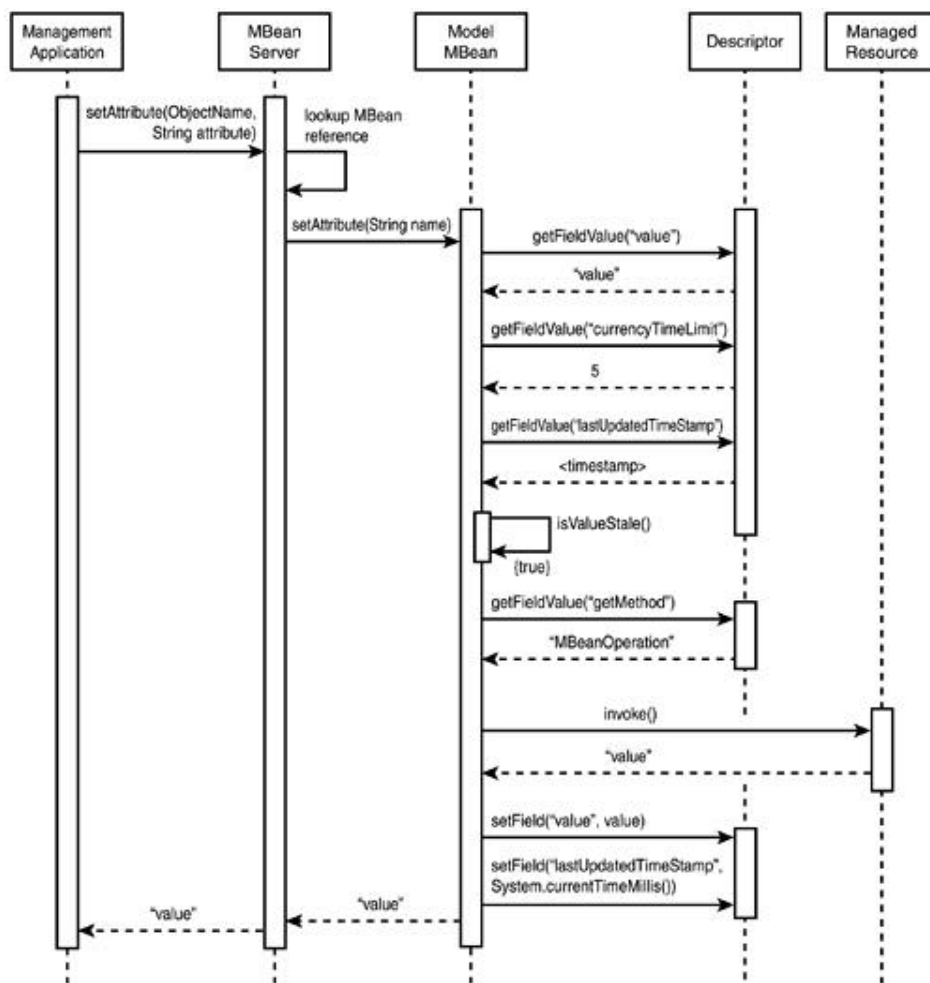 Management
Application
MBean
Server
Model
MBean
Descriptor
Managed
Resource
setAttribute(ObjectName,
String attribute)
lookup MBean
reference
setAttribute(String name)
getFieldValue(“value”)
“value”
getFieldValue(“currencyTimeLimit”)
5
getFieldValue(“lastUpdatedTimeStamp”)
<timestamp>
isValueStale()
{true}
getFieldValue(“getMethod”)
“MBeanOperation”
invoke()
“value”
setField(“value”, value)
setField(“lastUpdatedTimeStamp”,
System.currentTimeMillis())
“value”
“value”